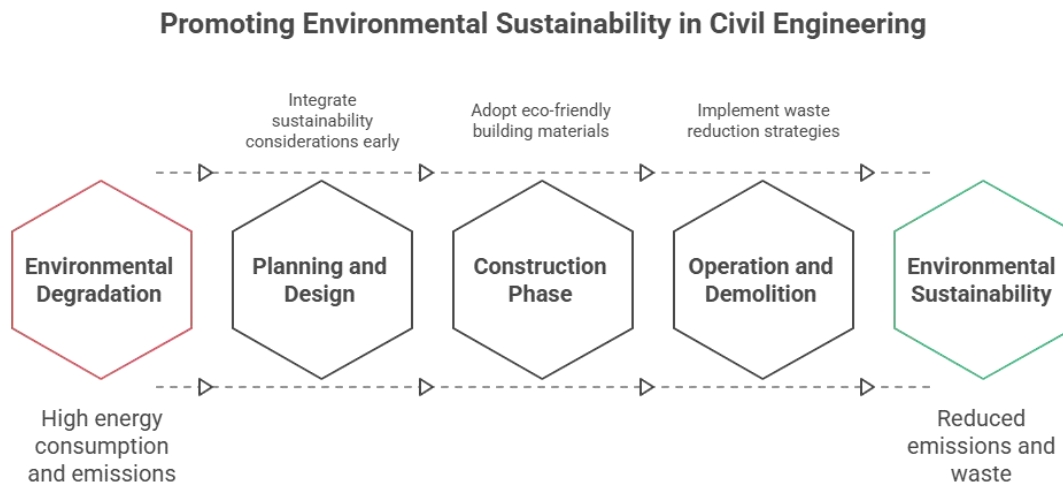 Promoting Environmental Sustainability in Civil Engineering
Integrate
sustainability
considerations early
Adopt eco-friendly
building materials
Implement waste
reduction strategies
Environmental
Degradation
Planning and
Design
Construction
Phase
Operation and
Demolition
Environmental
Sustainability
High energy
consumption
and emissions
Reduced
emissions and
waste